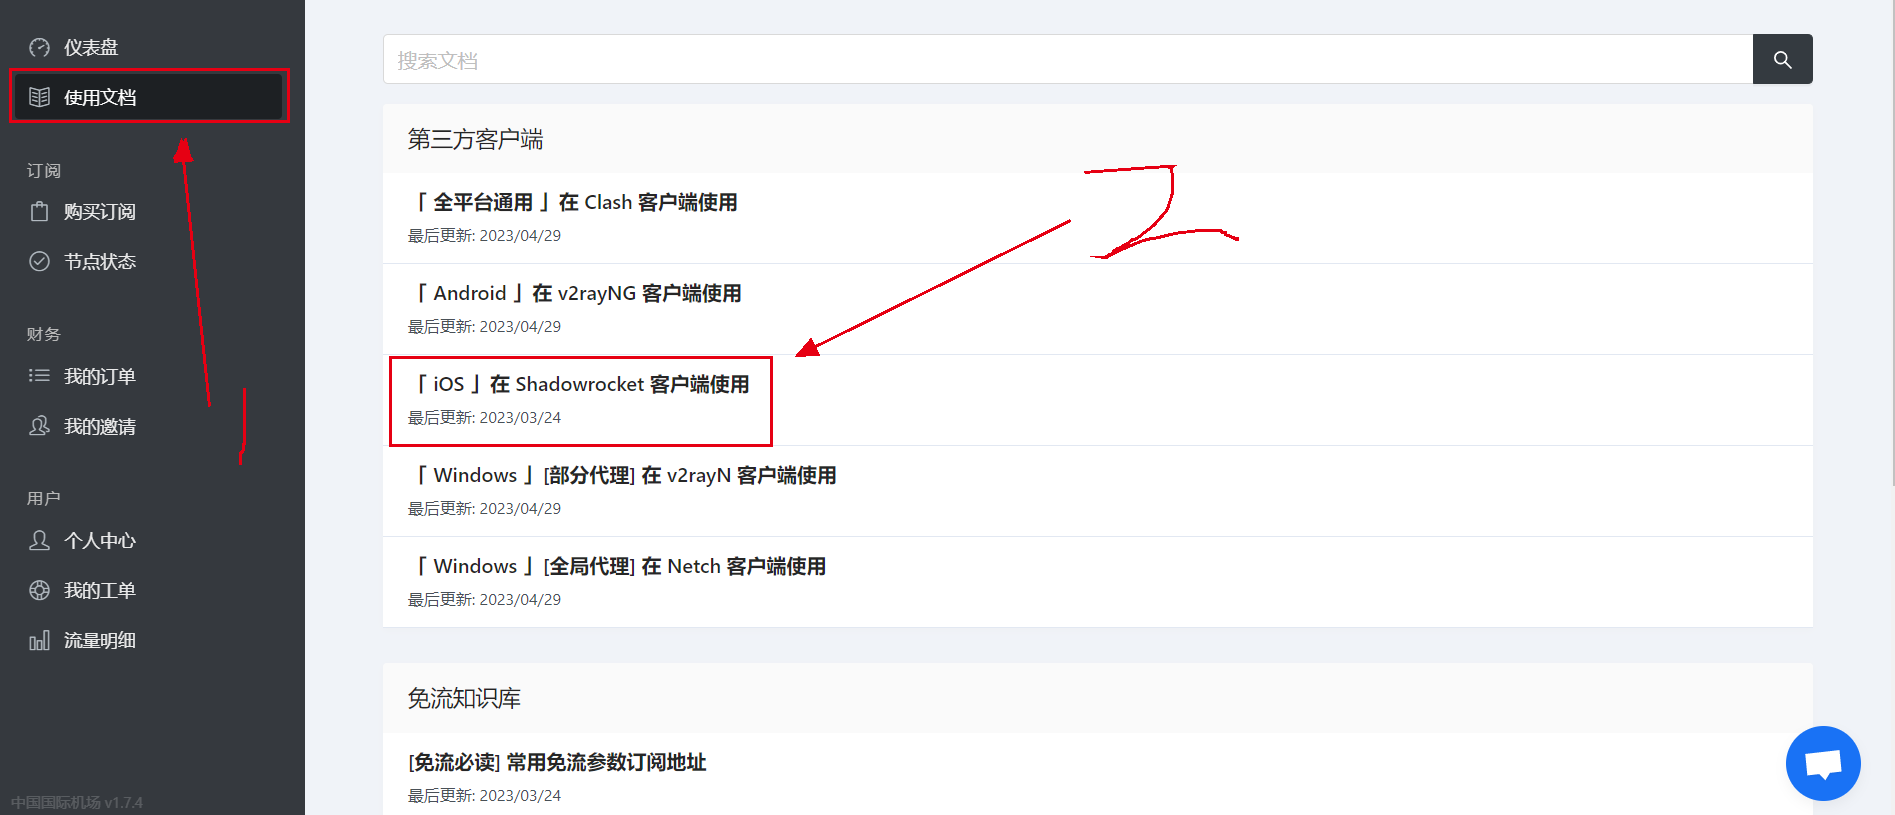 仪表盘
使用文档
订阅
购买订阅
节点状态
财务
我的订单
我的邀请
用户
个人中心
我的工单
流量明细
中国国际机场 v1.7.4
搜索文档
第三方客户端
「 全平台通用 」在 Clash 客户端使用
最后更新: 2023/04/29
「 Android 」在 v2rayNG 客户端使用
最后更新: 2023/04/29
「 iOS 」在 Shadowrocket 客户端使用
最后更新: 2023/03/24
「 Windows 」[部分代理] 在 v2rayN 客户端使用
最后更新: 2023/04/29
「 Windows 」[全局代理] 在 Netch 客户端使用
最后更新: 2023/04/29
免流知识库
[免流必读] 常用免流参数订阅地址
最后更新: 2023/03/24
1
2